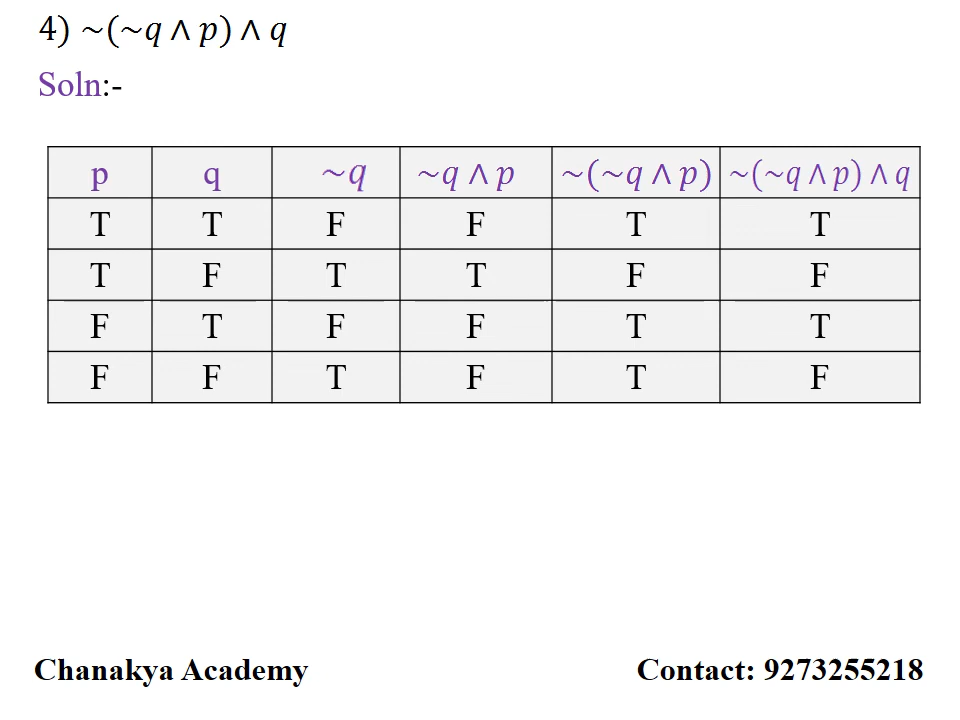 4) ~(~q ∧ p) ∧ q
Soln:-
p q ~q ~q ∧ p ~(~q ∧ p) ~(~q ∧ p) ∧ q
T T F F T T
T F T T F F
F T F F T T
F F T F T F
Chanakya Academy Contact: 9273255218